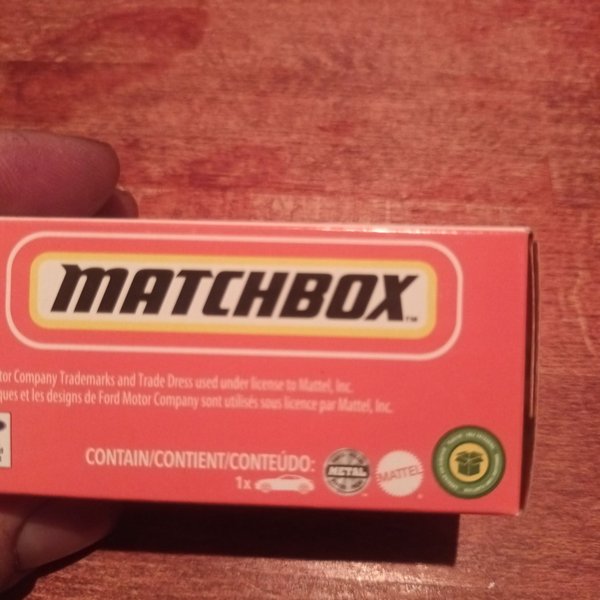 MATCHBOX™
tor Company Trademarks and Trade Dress used under license to Mattel, Inc.
ques et les designs de Ford Motor Company sont utilisés sous licence par Mattel, Inc.
CONTAIN/CONTIENT/CONTEÚDO:
1x
METAL
MATTEL